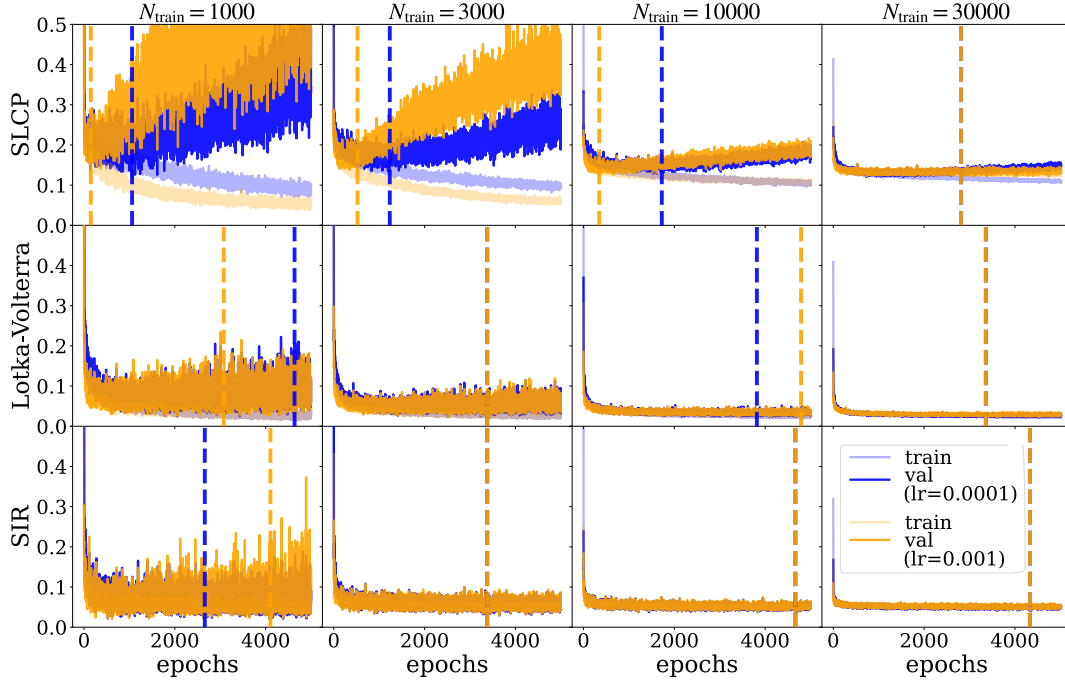 N_train = 1000 N_train = 3000 N_train = 10000 N_train = 30000
SLCP
0.5
0.4
0.3
0.2
0.1
0.0
Lotka-Volterra
0.4
0.3
0.2
0.1
0.0
SIR
0.4
0.3
0.2
0.1
0.0
train
val
(lr=0.0001)
train
val
(lr=0.001)
0 2000 4000 0 2000 4000 0 2000 4000 0 2000 4000
epochs epochs epochs epochs